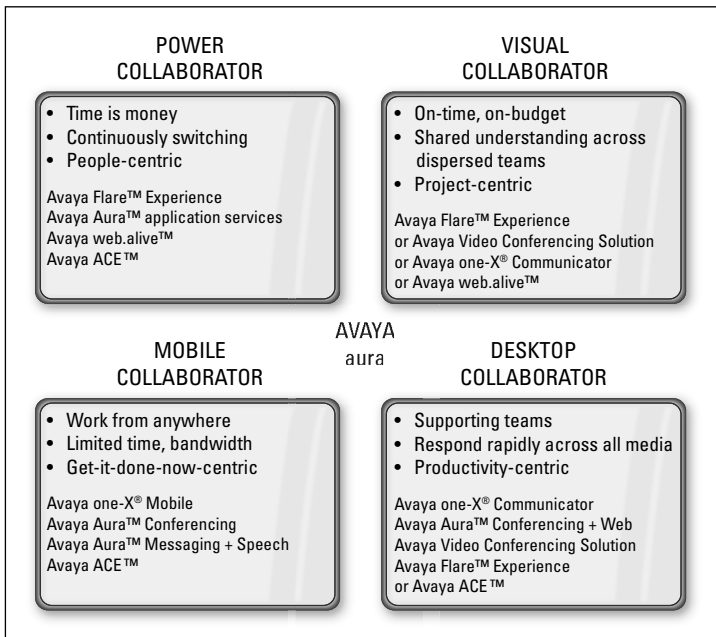 POWER
COLLABORATOR
• Time is money
• Continuously switching
• People-centric
Avaya Flare™ Experience
Avaya Aura™ application services
Avaya web.alive™
Avaya ACE™
VISUAL
COLLABORATOR
• On-time, on-budget
• Shared understanding across
dispersed teams
• Project-centric
Avaya Flare™ Experience
or Avaya Video Conferencing Solution
or Avaya one-X® Communicator
or Avaya web.alive™
AVAYA
aura
MOBILE
COLLABORATOR
• Work from anywhere
• Limited time, bandwidth
• Get-it-done-now-centric
Avaya one-X® Mobile
Avaya Aura™ Conferencing
Avaya Aura™ Messaging + Speech
Avaya ACE™
DESKTOP
COLLABORATOR
• Supporting teams
• Respond rapidly across all media
• Productivity-centric
Avaya one-X® Communicator
Avaya Aura™ Conferencing + Web
Avaya Video Conferencing Solution
Avaya Flare™ Experience
or Avaya ACE™